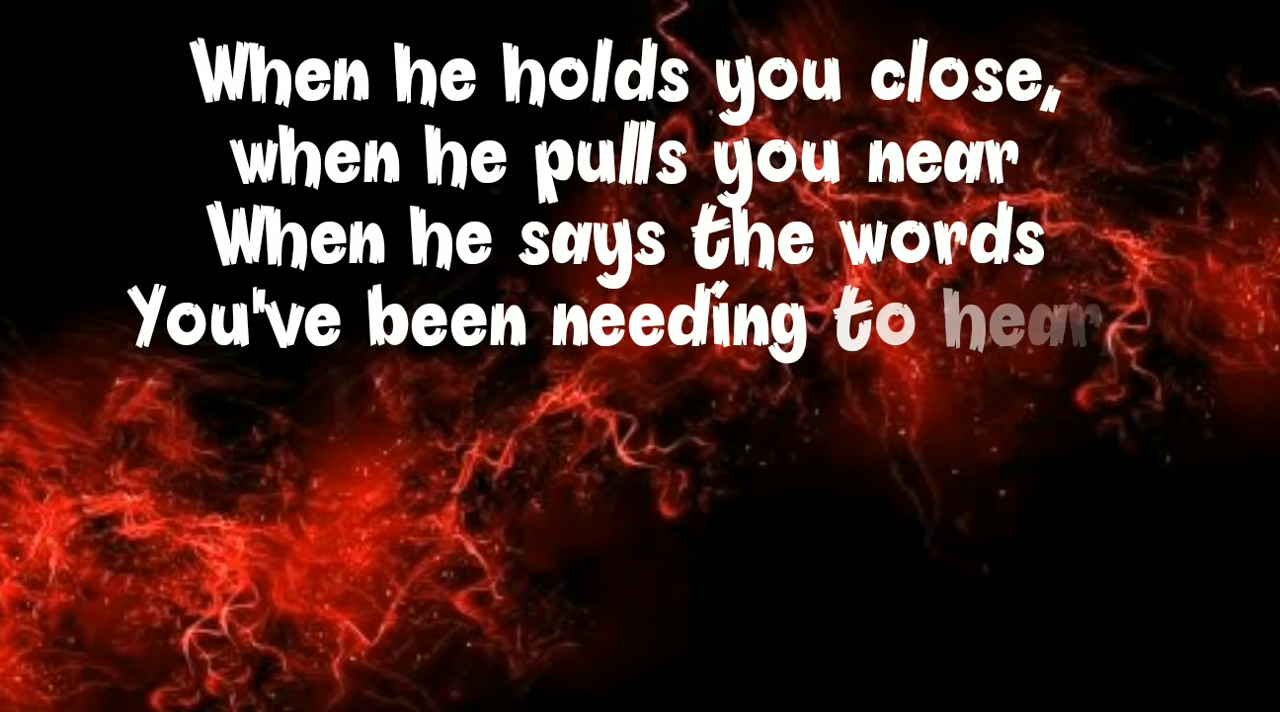 When he holds you close,
when he pulls you near
When he says the words
You've been needing to hear,